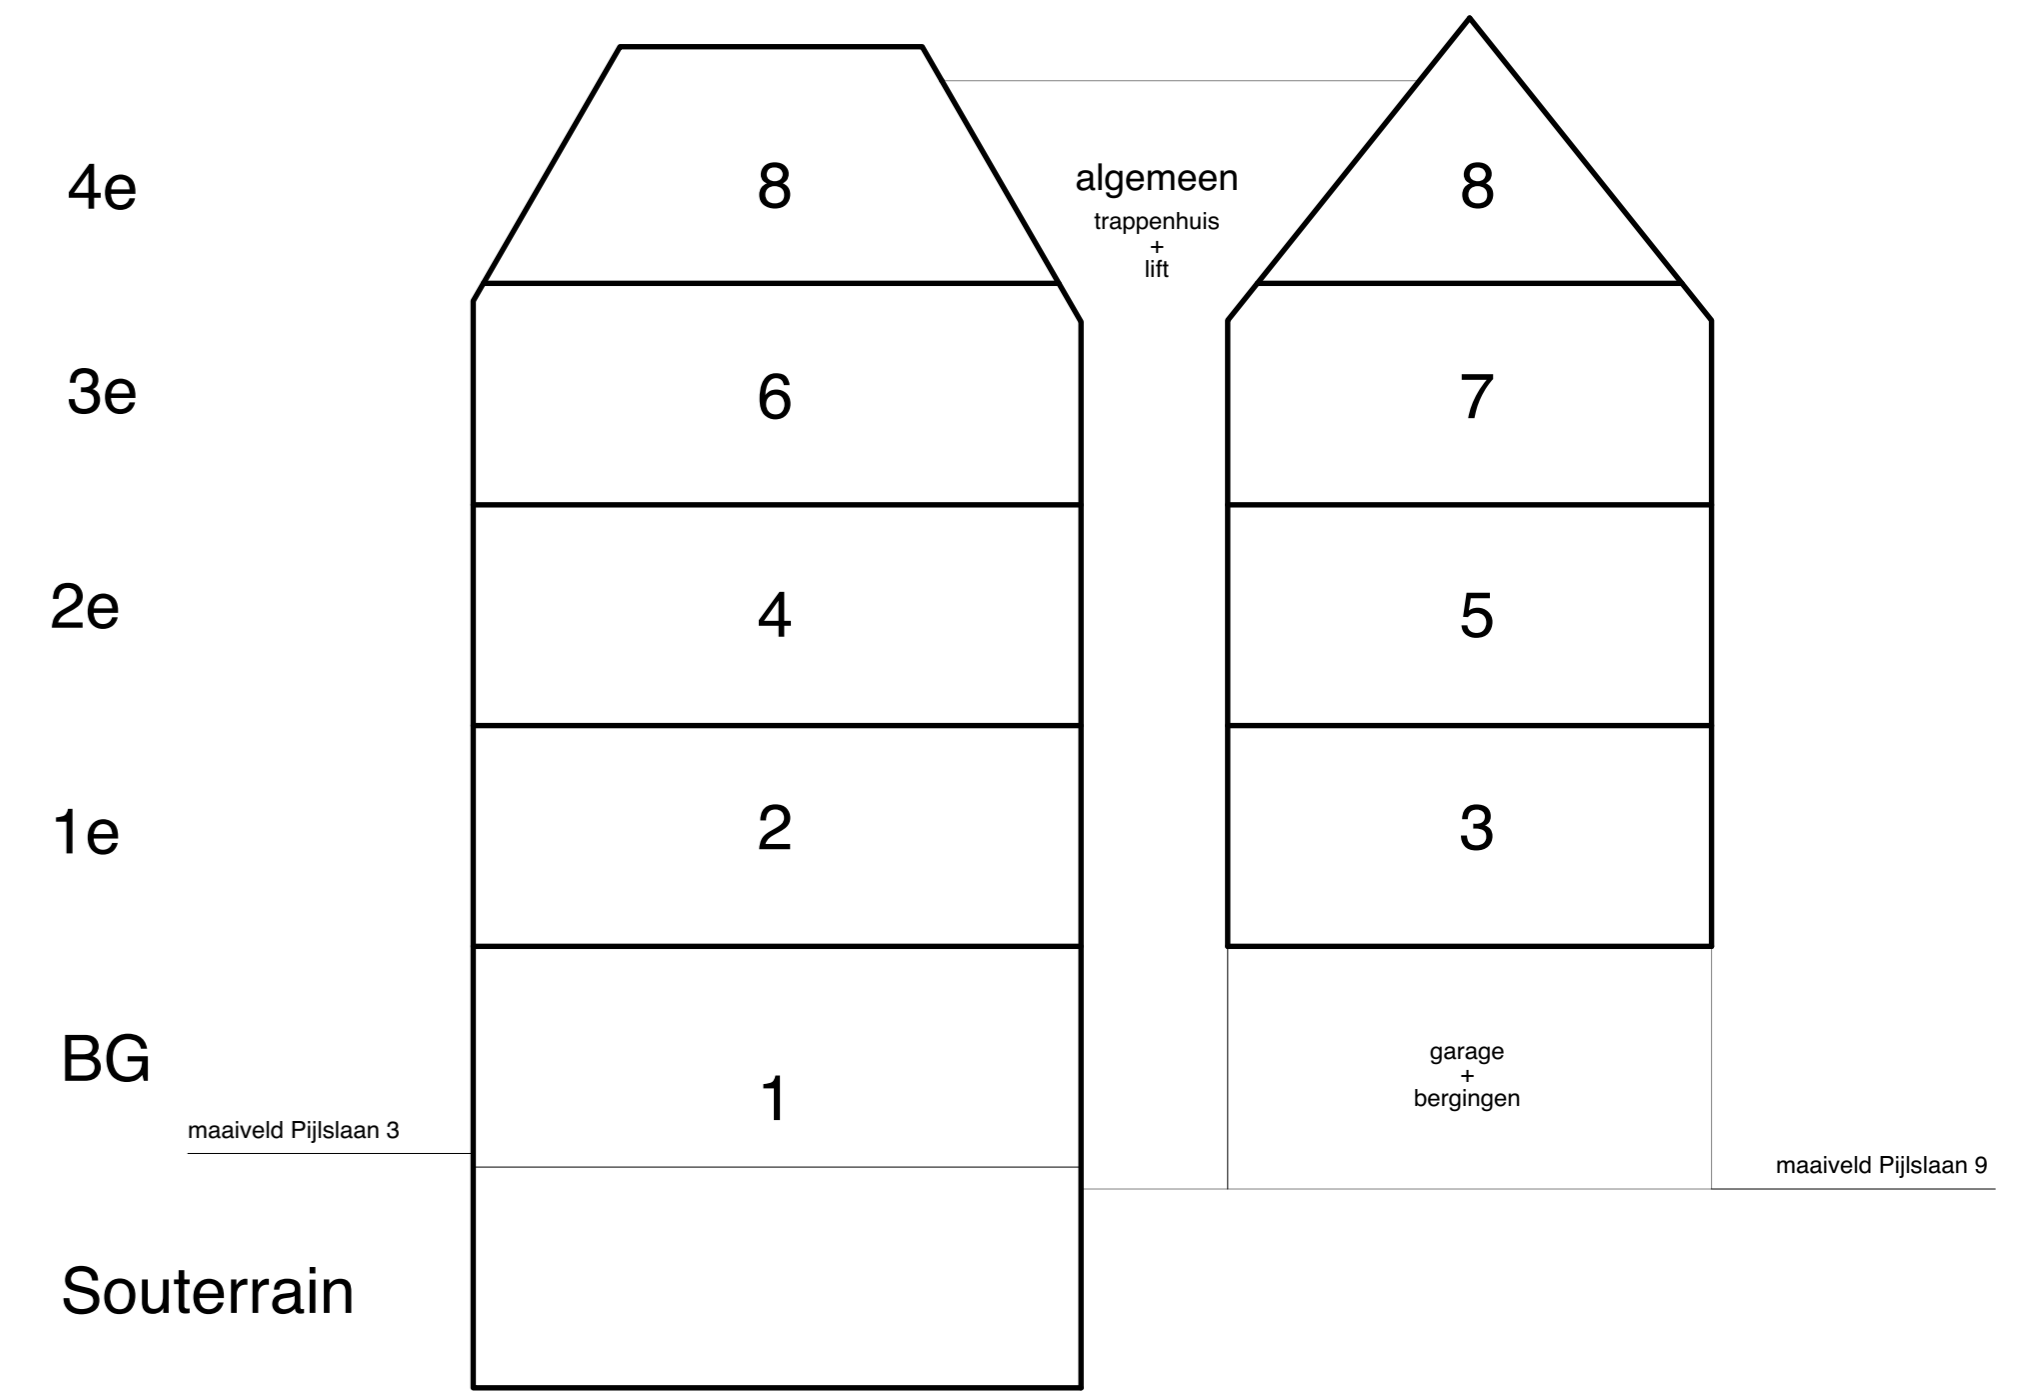 4e
8
algemeen
trappenhuis
+
lift
8
3e
6
7
2e
4
5
1e
2
3
BG
1
garage
+
bergingen
maaiveld Pijlslaan 3
maaiveld Pijlslaan 9
Souterrain